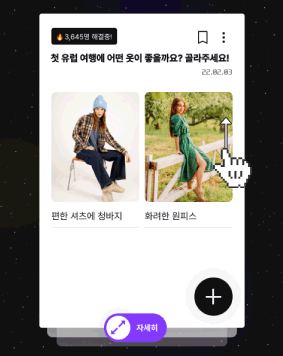 🔥3,645명 해결중!
첫 유럽 여행에 어떤 옷이 좋을까요? 골라주세요!
22.02.03
편한 셔츠에 청바지
화려한 원피스
자세히